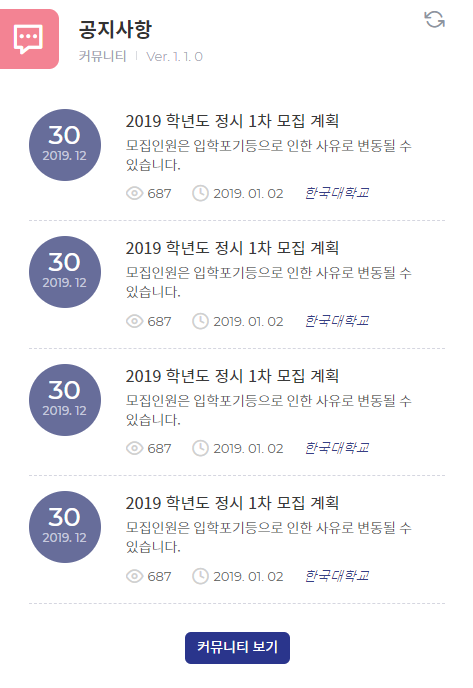 공지사항
커뮤니티 | Ver. 1. 1. 0
30
2019. 12
2019 학년도 정시 1차 모집 계획
모집인원은 입학포기등으로 인한 사유로 변동될 수
있습니다.
687 2019. 01. 02 한국대학교
30
2019. 12
2019 학년도 정시 1차 모집 계획
모집인원은 입학포기등으로 인한 사유로 변동될 수
있습니다.
687 2019. 01. 02 한국대학교
30
2019. 12
2019 학년도 정시 1차 모집 계획
모집인원은 입학포기등으로 인한 사유로 변동될 수
있습니다.
687 2019. 01. 02 한국대학교
30
2019. 12
2019 학년도 정시 1차 모집 계획
모집인원은 입학포기등으로 인한 사유로 변동될 수
있습니다.
687 2019. 01. 02 한국대학교
커뮤니티 보기